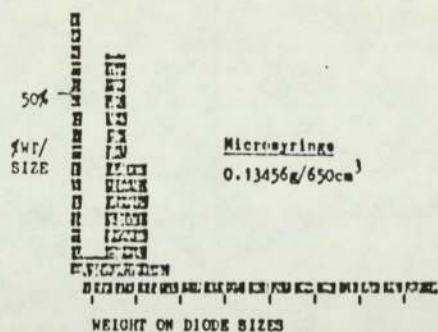 50%
%WT/
SIZE
Microsyringe
0.13456g/650cm³
WEIGHT ON DIODE SIZES